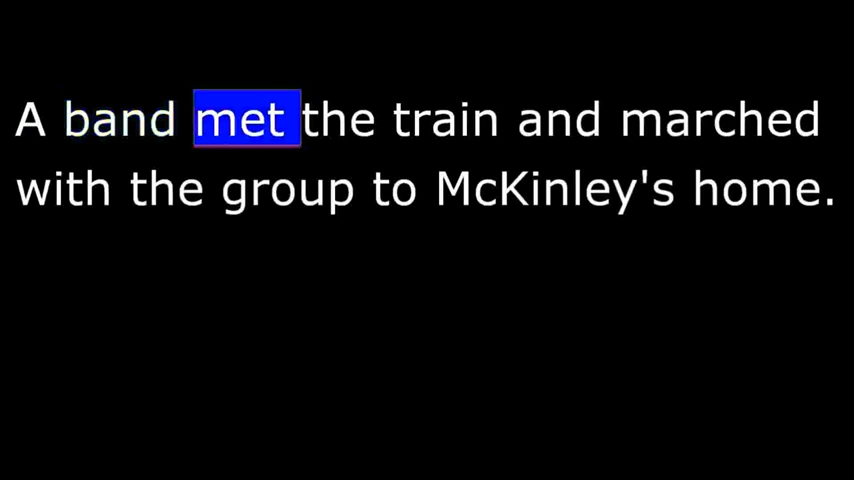 A band met the train and marched
with the group to McKinley's home.